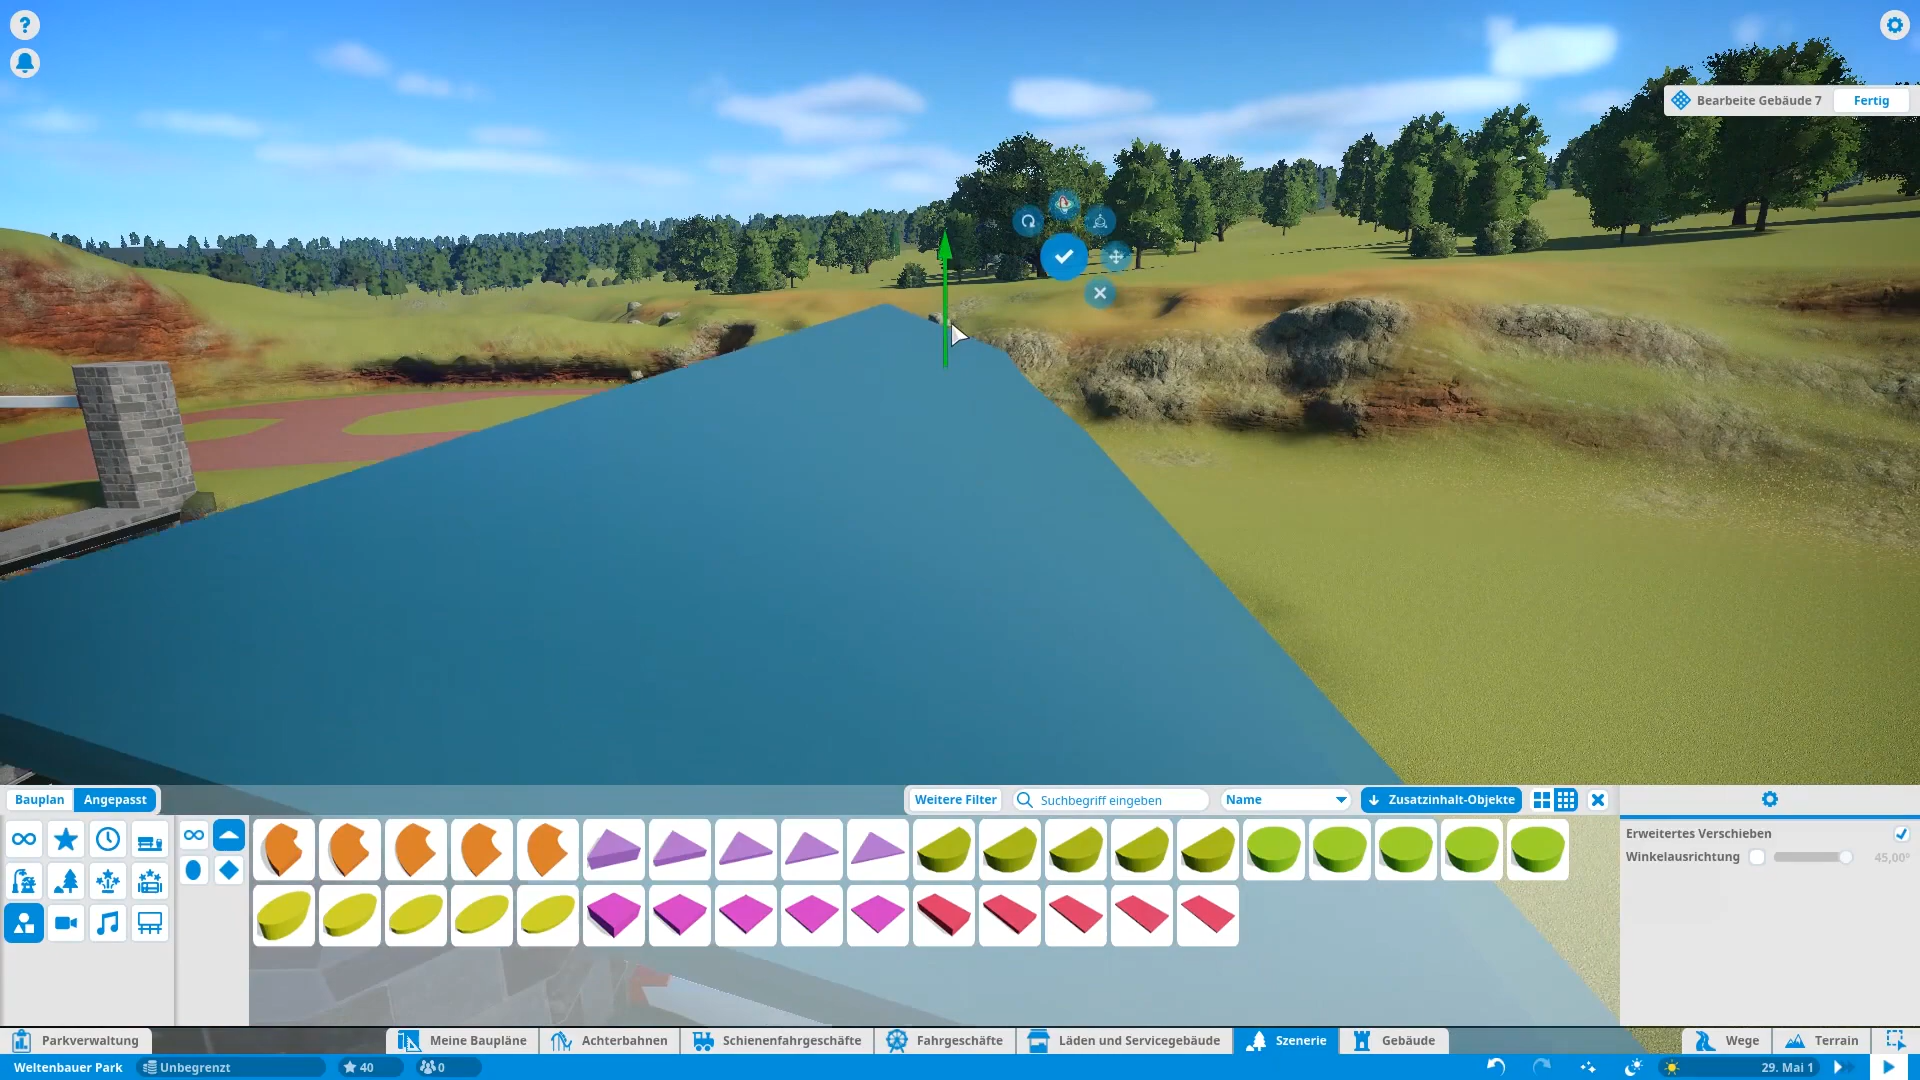 ?
Bearbeite Gebäude 7
Fertig
Bauplan
Angepasst
Weitere Filter
Suchbegriff eingeben
Name
Zusatzinhalt-Objekte
Erweitertes Verschieben
Winkelausrichtung
45,00°
Parkverwaltung
Meine Baupläne
Achterbahnen
Schienenfahrgeschäfte
Fahrgeschäfte
Läden und Servicegebäude
Szenerie
Gebäude
Wege
Terrain
Weltenbauer Park
Unbegrenzt
40
0
29. Mai 1